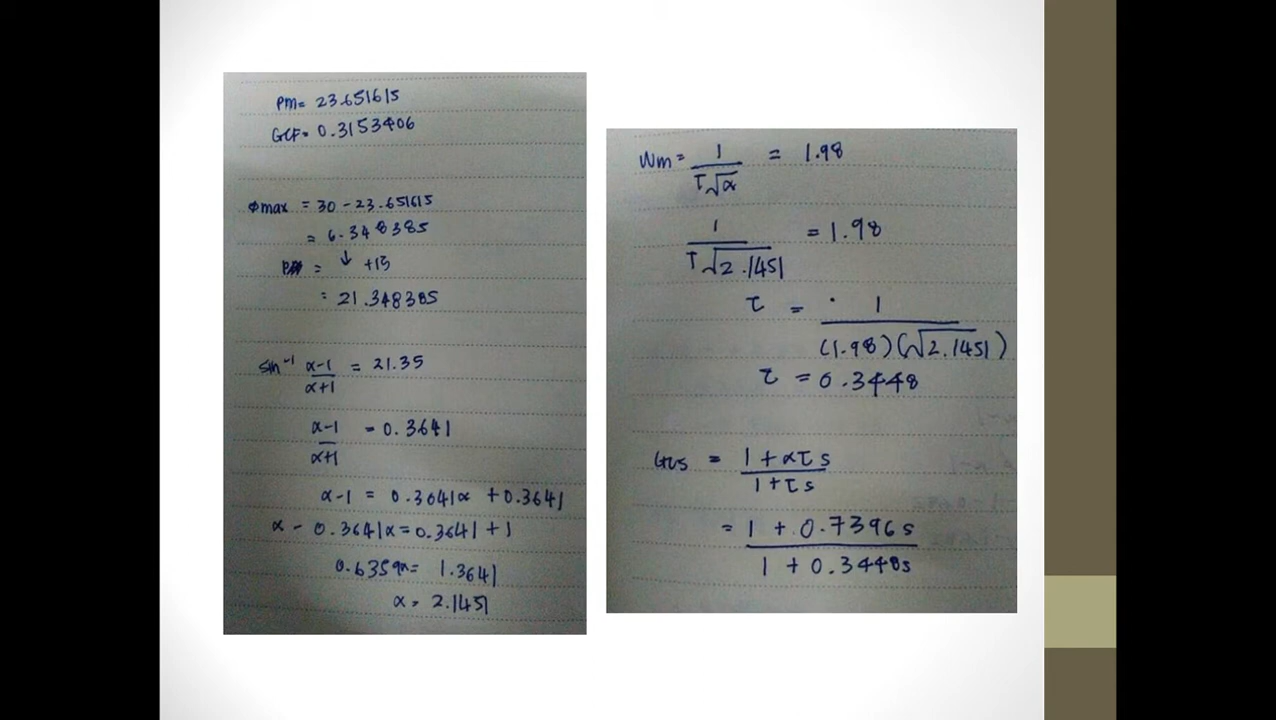 PM= 23.651615
GCF= 0.3153406
Φmax = 30 - 23.651615
= 6.348385
= ↓ +15
= 21.348385
sin⁻¹ α-1/α+1 = 21.35
α-1/α+1 = 0.3641
α-1 = 0.3641α + 0.3641
α - 0.3641α = 0.3641 + 1
0.6359α = 1.3641
α = 2.1451
Wm = 1/τ√α = 1.98
1/τ√2.1451 = 1.98
τ = 1/(1.98)(√2.1451)
τ = 0.3448
Gcs = 1+ατs/1+τs
= 1 + 0.7396s/1 + 0.3448s